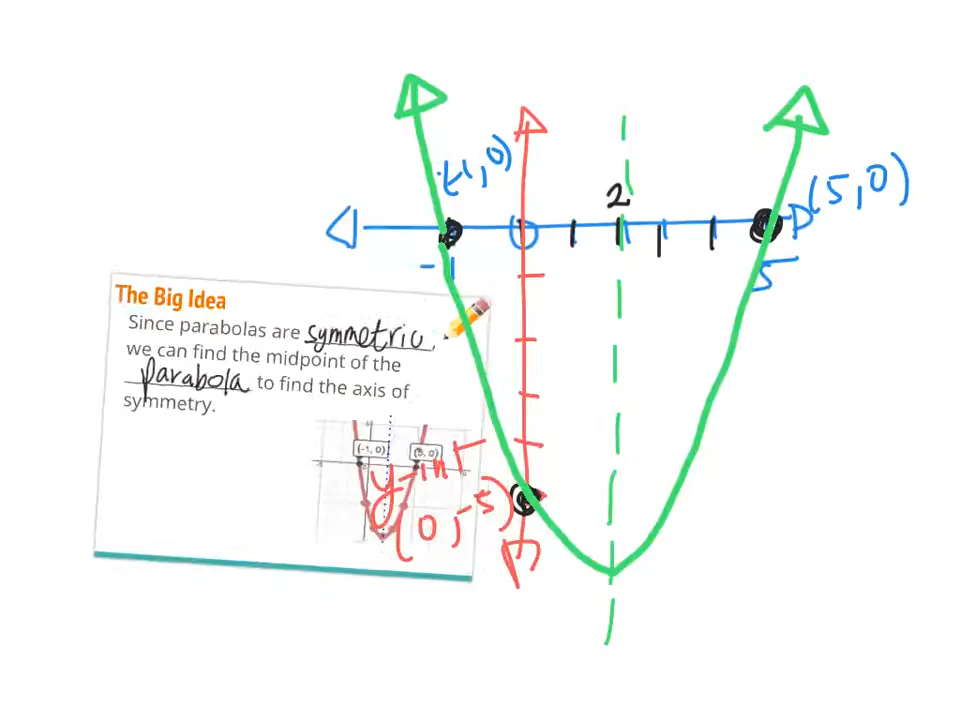 (-1, 0)
2
(5, 0)
-1
5
The Big Idea
Since parabolas are symmetric,
we can find the midpoint of the
parabola to find the axis of
symmetry.
(-1, 0)
(5, 0)
y-int
(0, -5)